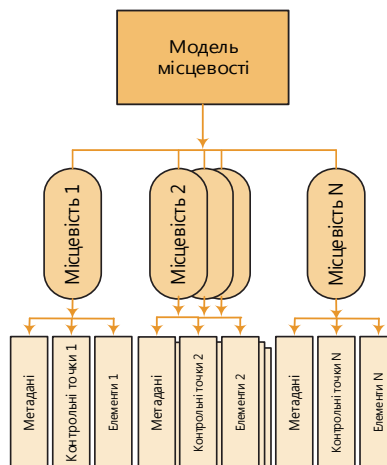 Модель
місцевості
Місцевість 1
Місцевість 2
Місцевість N
Метадані
Контрольні точки 1
Елементи 1
Метадані
Контрольні точки 2
Елементи 2
Метадані
Контрольні точки N
Елементи N